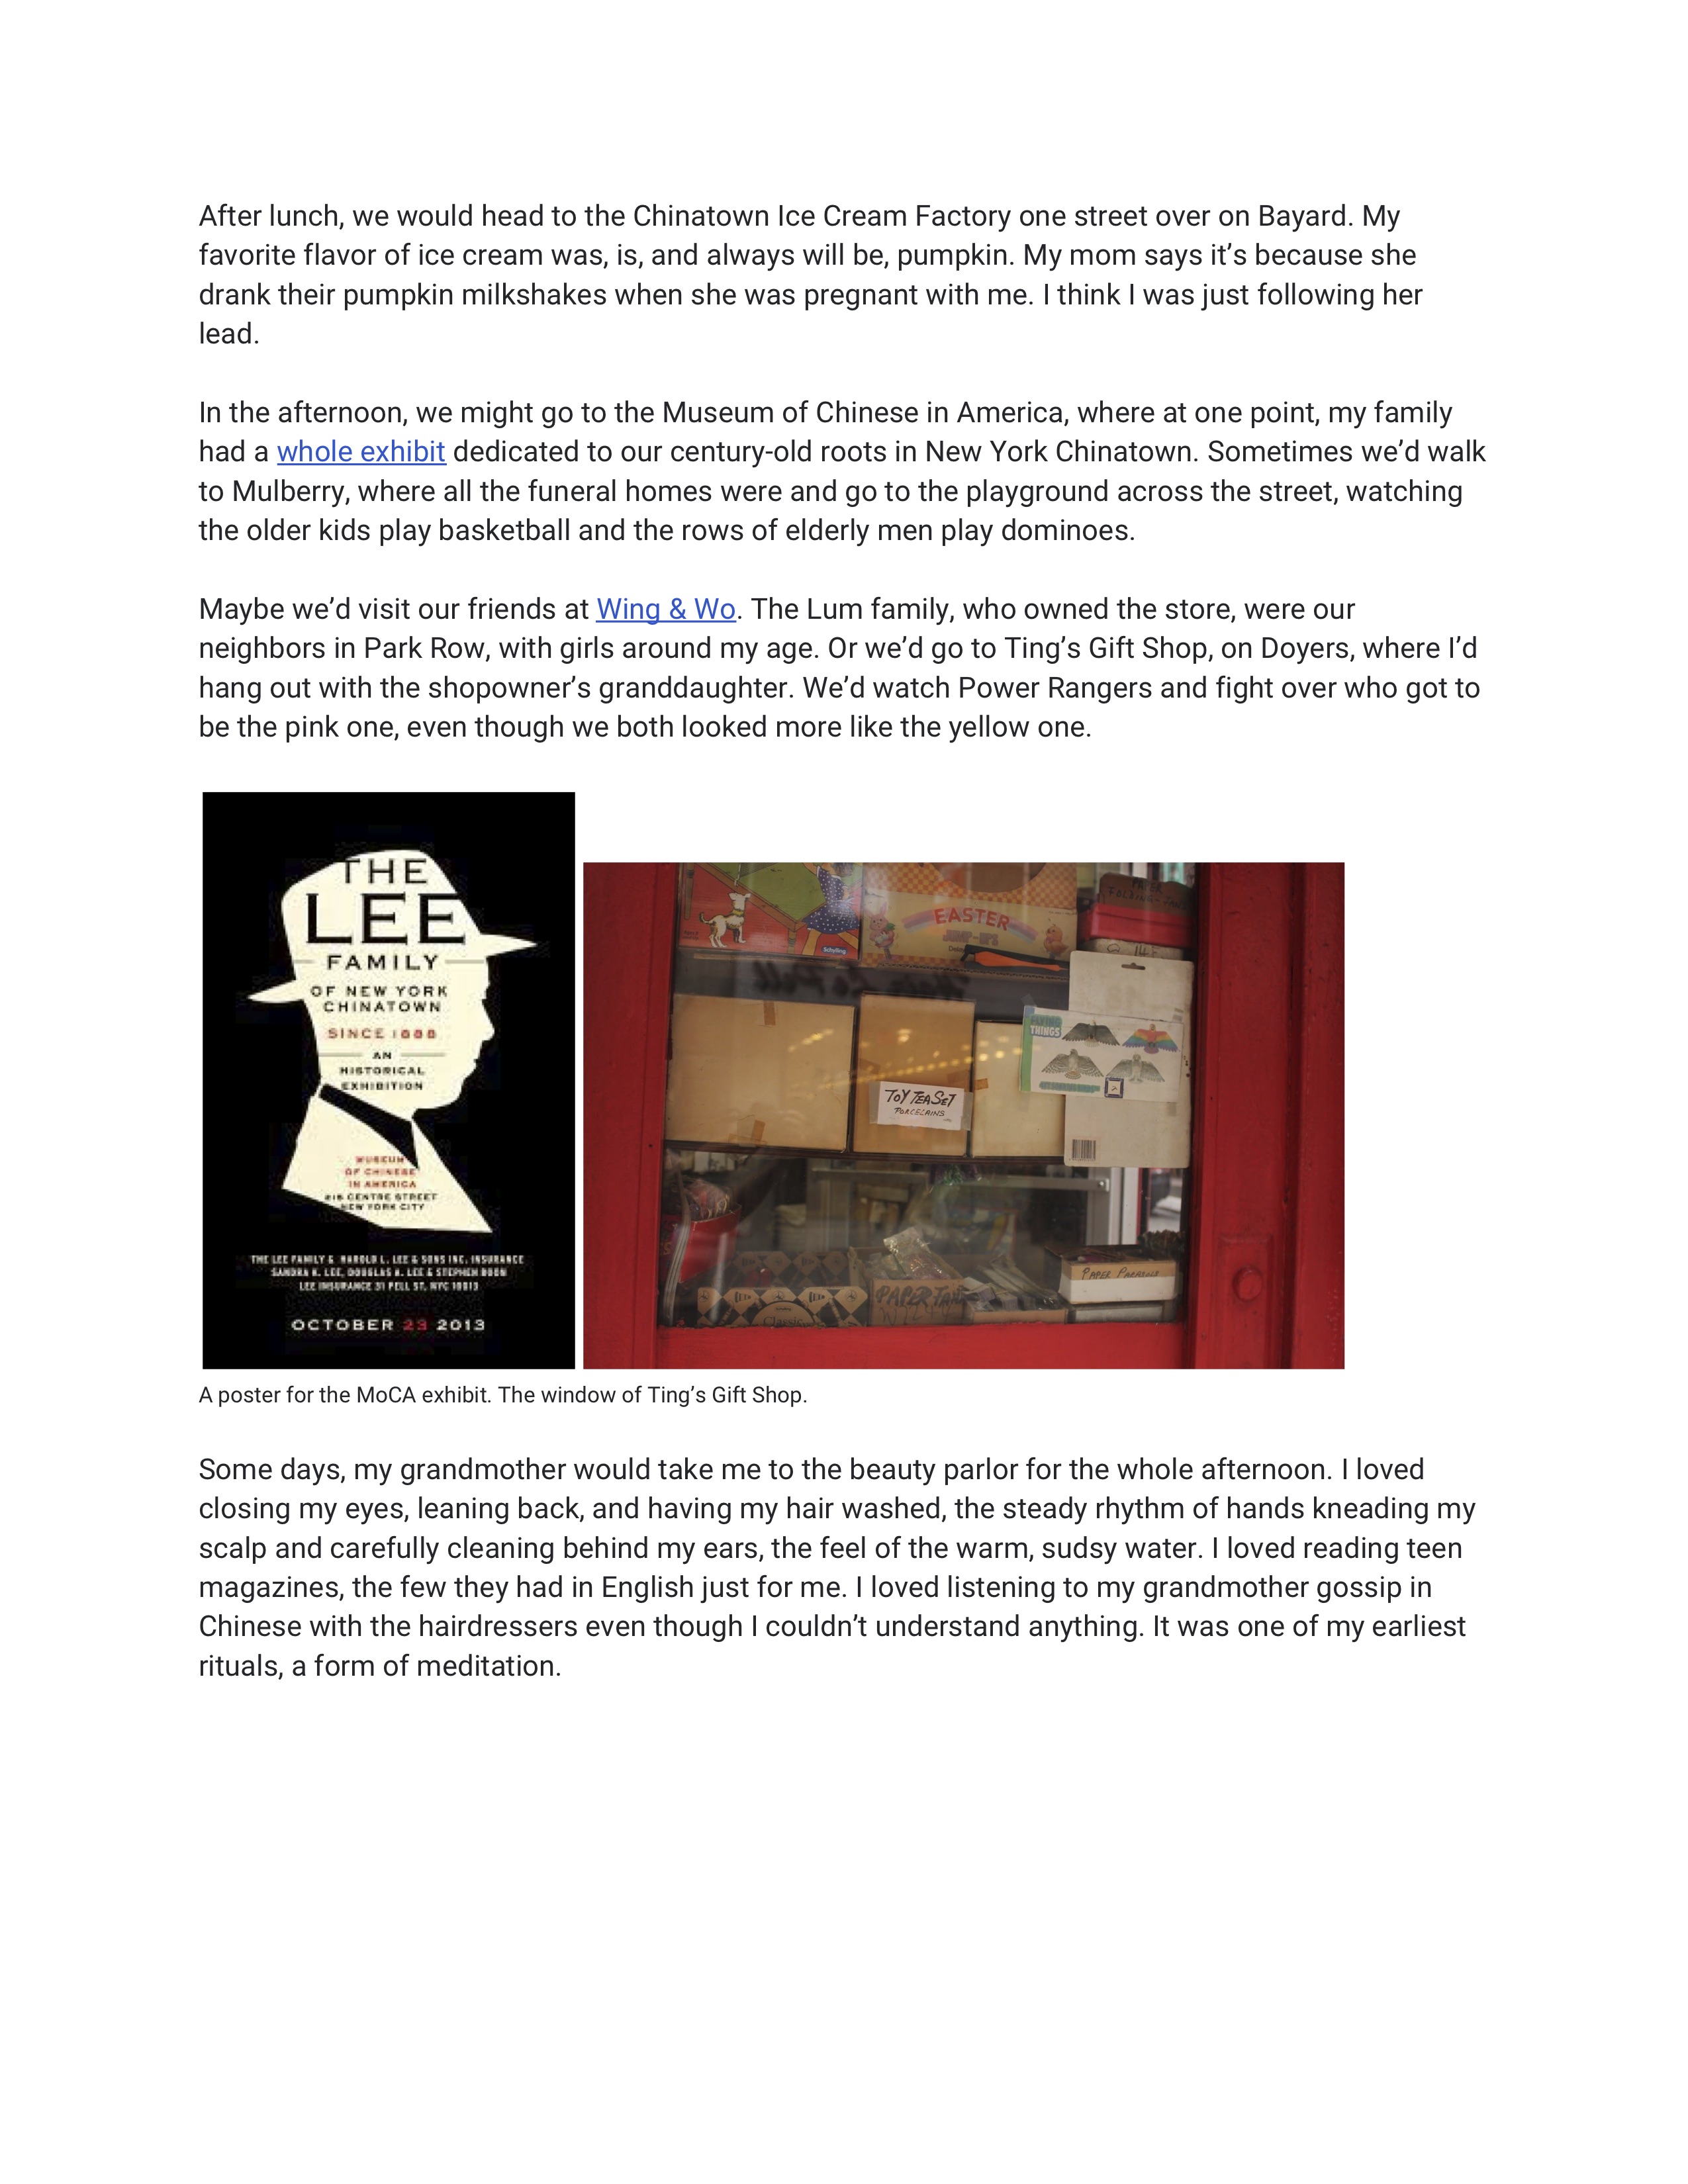 After lunch, we would head to the Chinatown Ice Cream Factory one street over on Bayard. My
favorite flavor of ice cream was, is, and always will be, pumpkin. My mom says it’s because she
drank their pumpkin milkshakes when she was pregnant with me. I think I was just following her
lead.
In the afternoon, we might go to the Museum of Chinese in America, where at one point, my family
had a whole exhibit dedicated to our century-old roots in New York Chinatown. Sometimes we’d walk
to Mulberry, where all the funeral homes were and go to the playground across the street, watching
the older kids play basketball and the rows of elderly men play dominoes.
Maybe we’d visit our friends at Wing & Wo. The Lum family, who owned the store, were our
neighbors in Park Row, with girls around my age. Or we’d go to Ting’s Gift Shop, on Doyers, where I’d
hang out with the shopowner’s granddaughter. We’d watch Power Rangers and fight over who got to
be the pink one, even though we both looked more like the yellow one.
THE
LEE
FAMILY
OF NEW YORK
CHINATOWN
SINCE 1888
AN
HISTORICAL
EXHIBITION
MUSEUM
OF CHINESE
IN AMERICA
215 CENTRE STREET
NEW YORK CITY
THE LEE FAMILY & HAROLD L. LEE & SONS INC. INSURANCE
SANDRA K. LEE, DOUGLAS K. LEE & STEPHEN
LEE INSURANCE 31 PELL ST. NYC 10013
OCTOBER 23 2013
EASTER
THINGS
TOY TEA SET
PORCELAINS
PAPER
Classic
PAPER PARASOLS
A poster for the MoCA exhibit. The window of Ting’s Gift Shop.
Some days, my grandmother would take me to the beauty parlor for the whole afternoon. I loved
closing my eyes, leaning back, and having my hair washed, the steady rhythm of hands kneading my
scalp and carefully cleaning behind my ears, the feel of the warm, sudsy water. I loved reading teen
magazines, the few they had in English just for me. I loved listening to my grandmother gossip in
Chinese with the hairdressers even though I couldn’t understand anything. It was one of my earliest
rituals, a form of meditation.